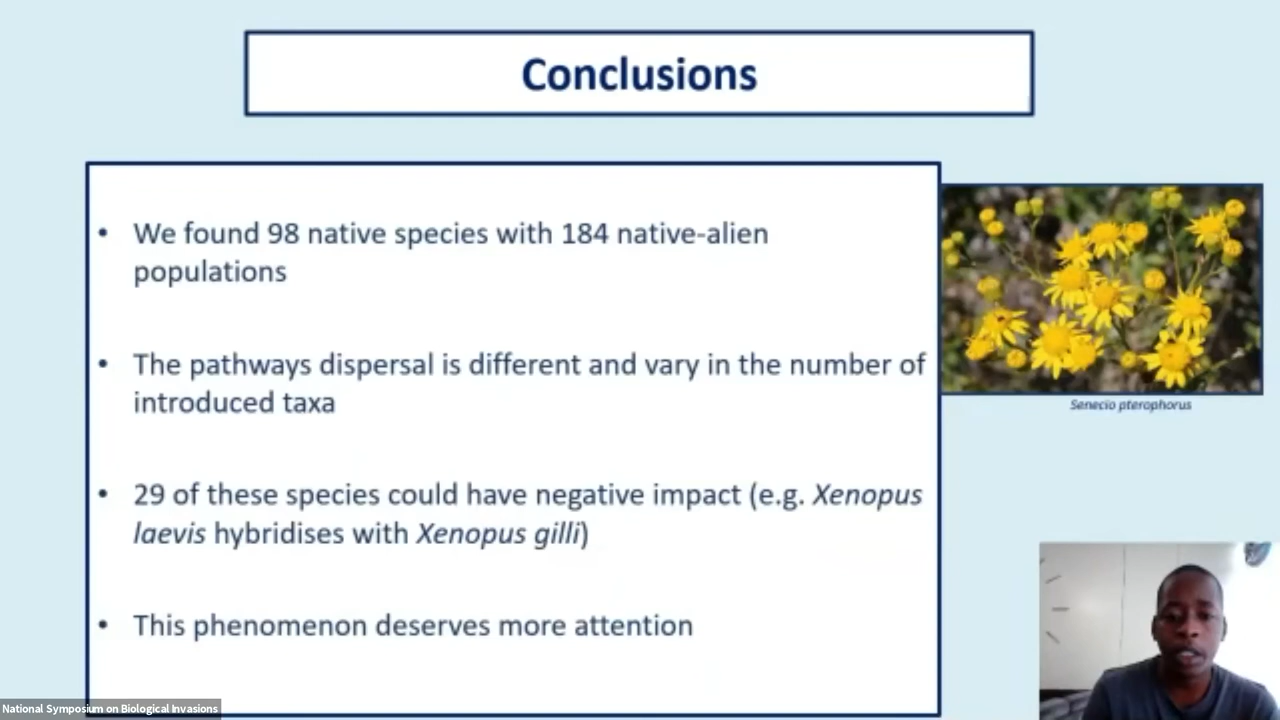 Conclusions
• We found 98 native species with 184 native-alien
populations
• The pathways dispersal is different and vary in the number of
introduced taxa
• 29 of these species could have negative impact (e.g. Xenopus
laevis hybridises with Xenopus gilli)
• This phenomenon deserves more attention
Senecio pterophorus
National Symposium on Biological Invasions